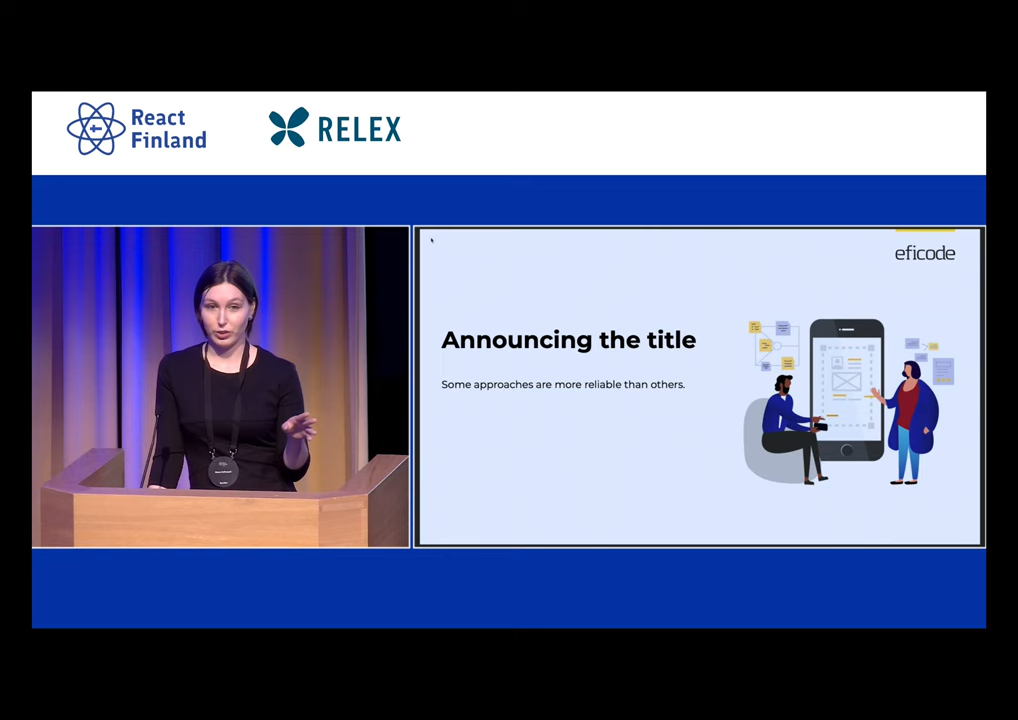 React
Finland
RELEX
eficode
Announcing the title
Some approaches are more reliable than others.